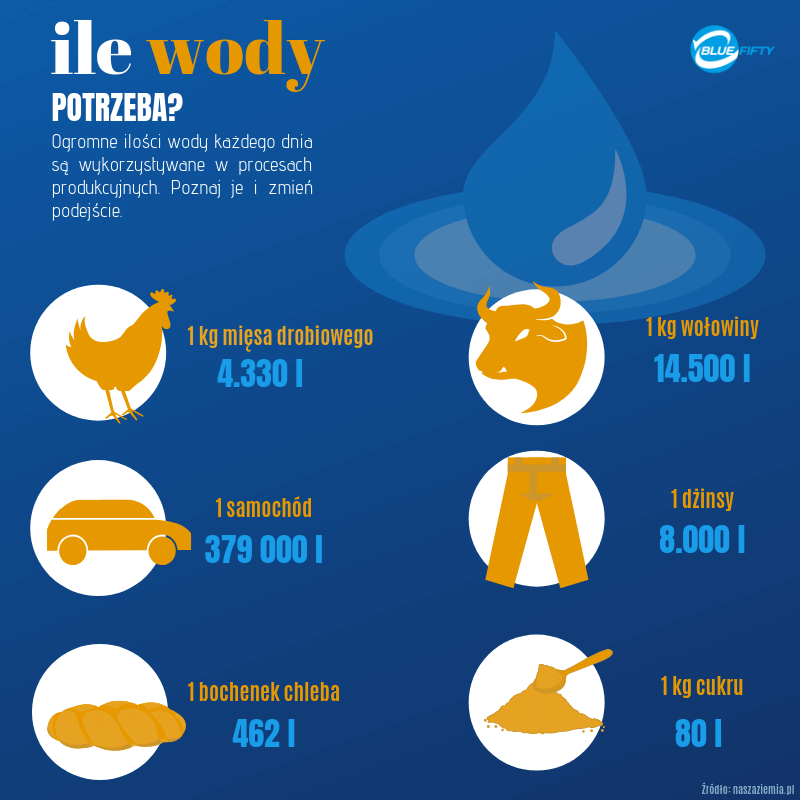 ile wody
POTRZEBA?
Ogromne ilości wody każdego dnia
są wykorzystywane w procesach
produkcyjnych. Poznaj je i zmień
podejście.
BLUE FIFTY
1 kg mięsa drobiowego
4.330 l
1 kg wołowiny
14.500 l
1 samochód
379 000 l
1 dżinsy
8.000 l
1 bochenek chleba
462 l
1 kg cukru
80 l
Źródło: naszaziemia.pl